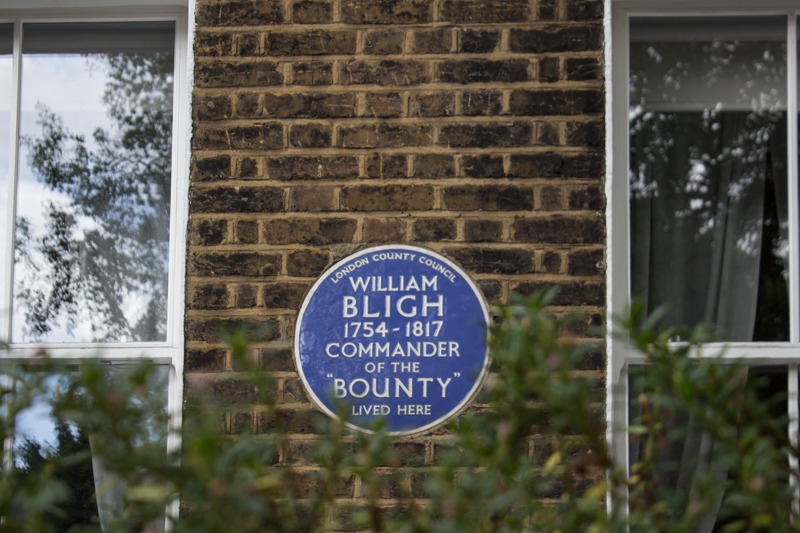 LONDON COUNTY COUNCIL
WILLIAM
BLIGH
1754-1817
COMMANDER
OF THE
"BOUNTY"
LIVED HERE